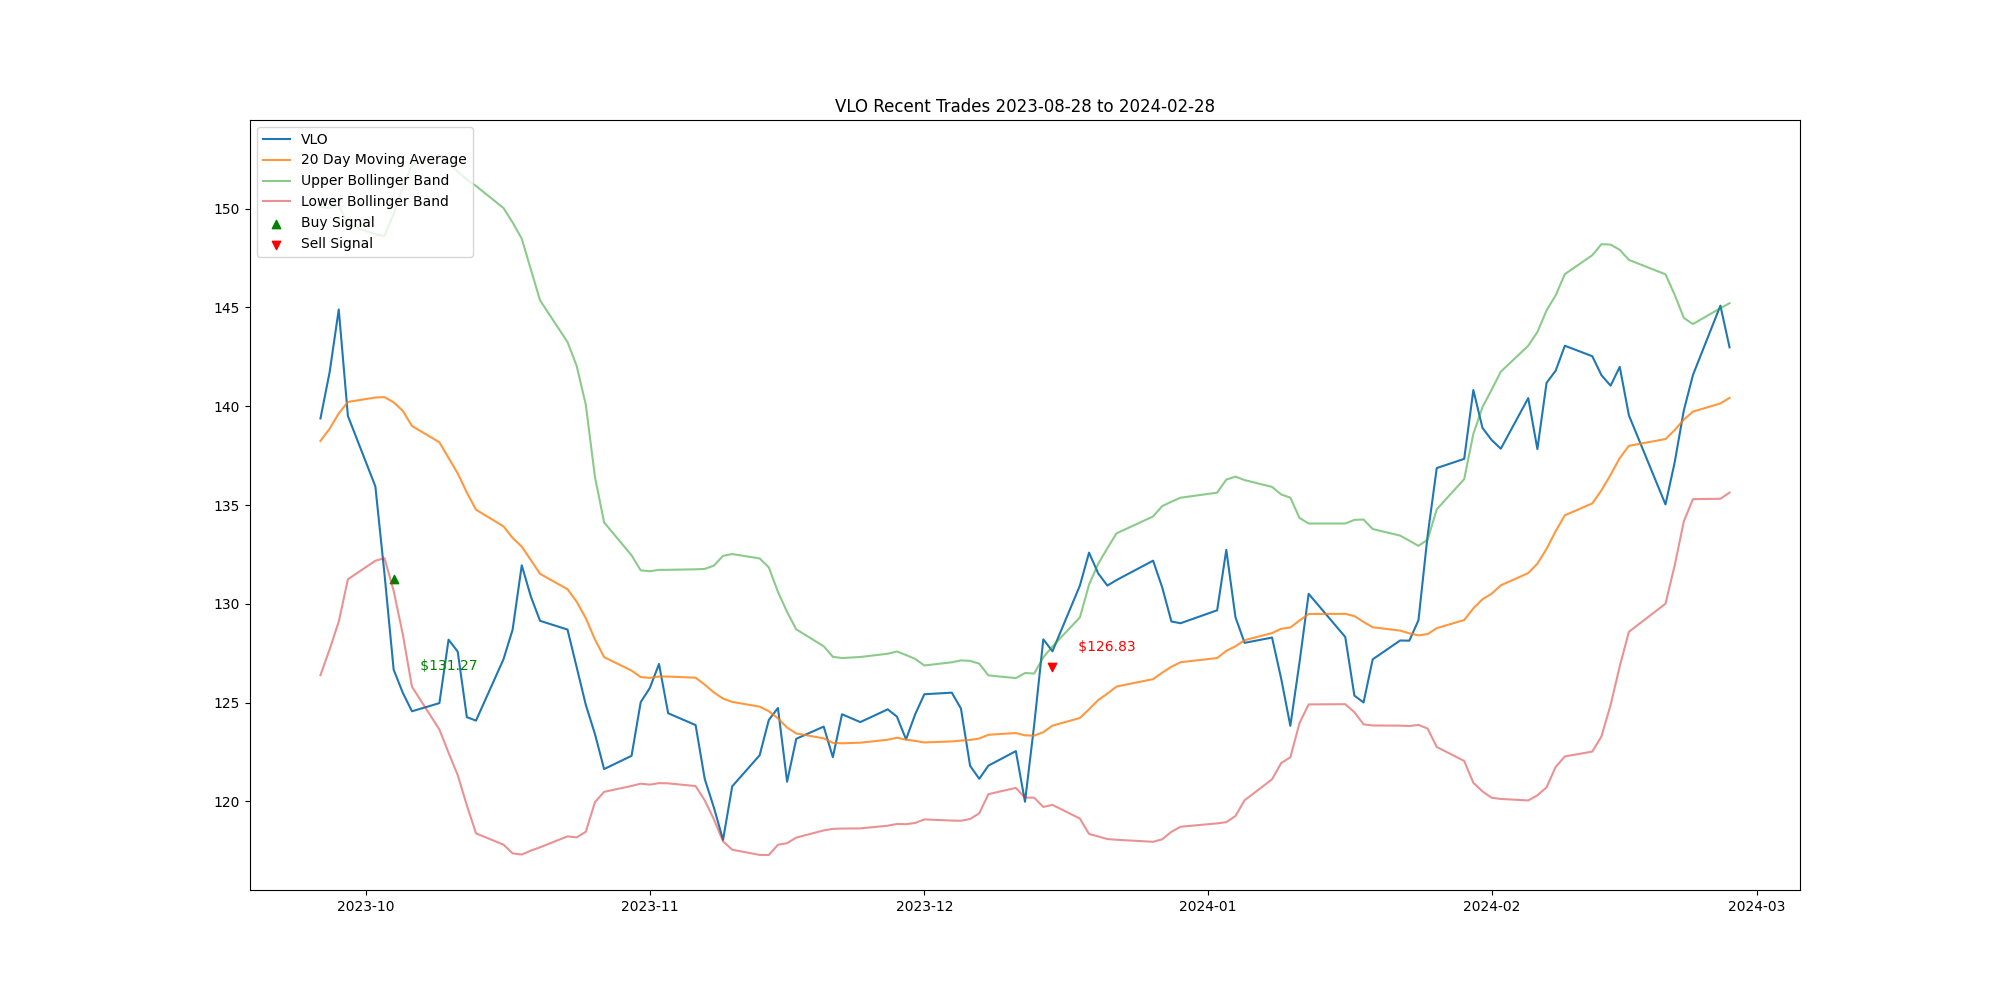 VLO Recent Trades 2023-08-28 to 2024-02-28
VLO
20 Day Moving Average
Upper Bollinger Band
Lower Bollinger Band
Buy Signal
Sell Signal
150
145
140
135
130
125
120
$131.27
$126.83
2023-10
2023-11
2023-12
2024-01
2024-02
2024-03